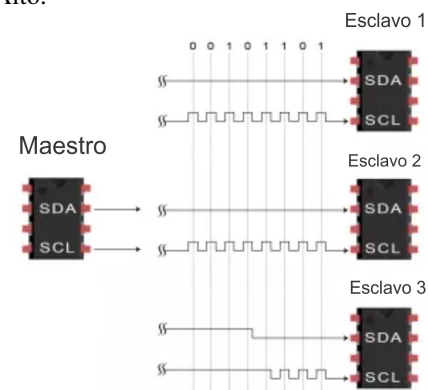 Alto.
Esclavo 1
0 0 1 0 1 1 0 1
SDA
SCL
Maestro
Esclavo 2
SDA
SDA
SCL
SCL
Esclavo 3
SDA
SCL